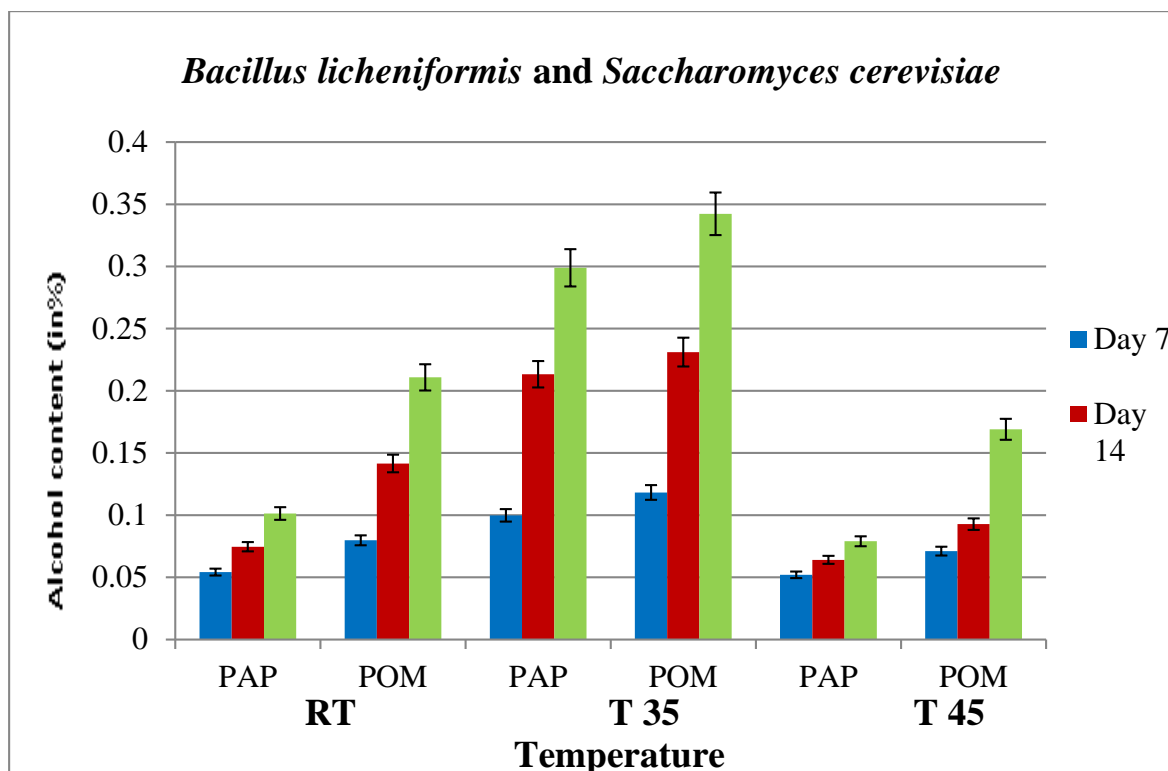 Bacillus licheniformis and Saccharomyces cerevisiae
0.4
0.35
0.3
0.25
0.2
0.15
0.1
0.05
0
Alcohol content (in%)
PAP POM PAP POM PAP POM
RT T 35 T 45
Temperature
Day 7
Day
14